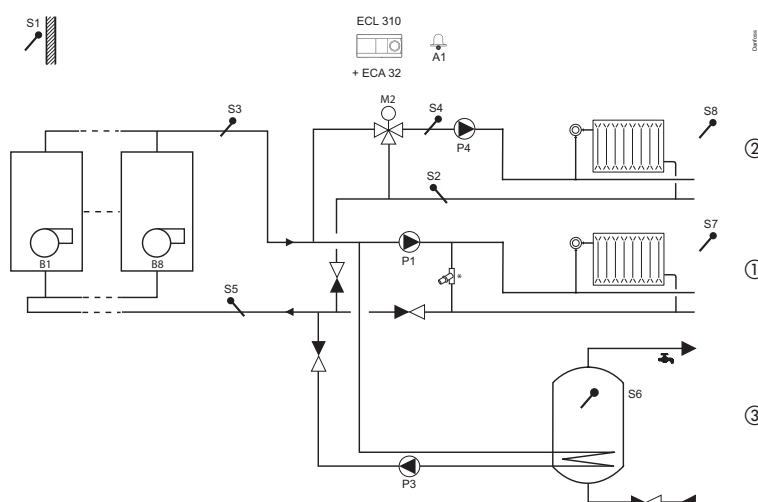 ECL 310
S1
A1
+ ECA 32
Danfoss
M2
S3
S4
S8
P4
2
S2
S7
P1
B1
B8
*
1
S5
S6
3
P3